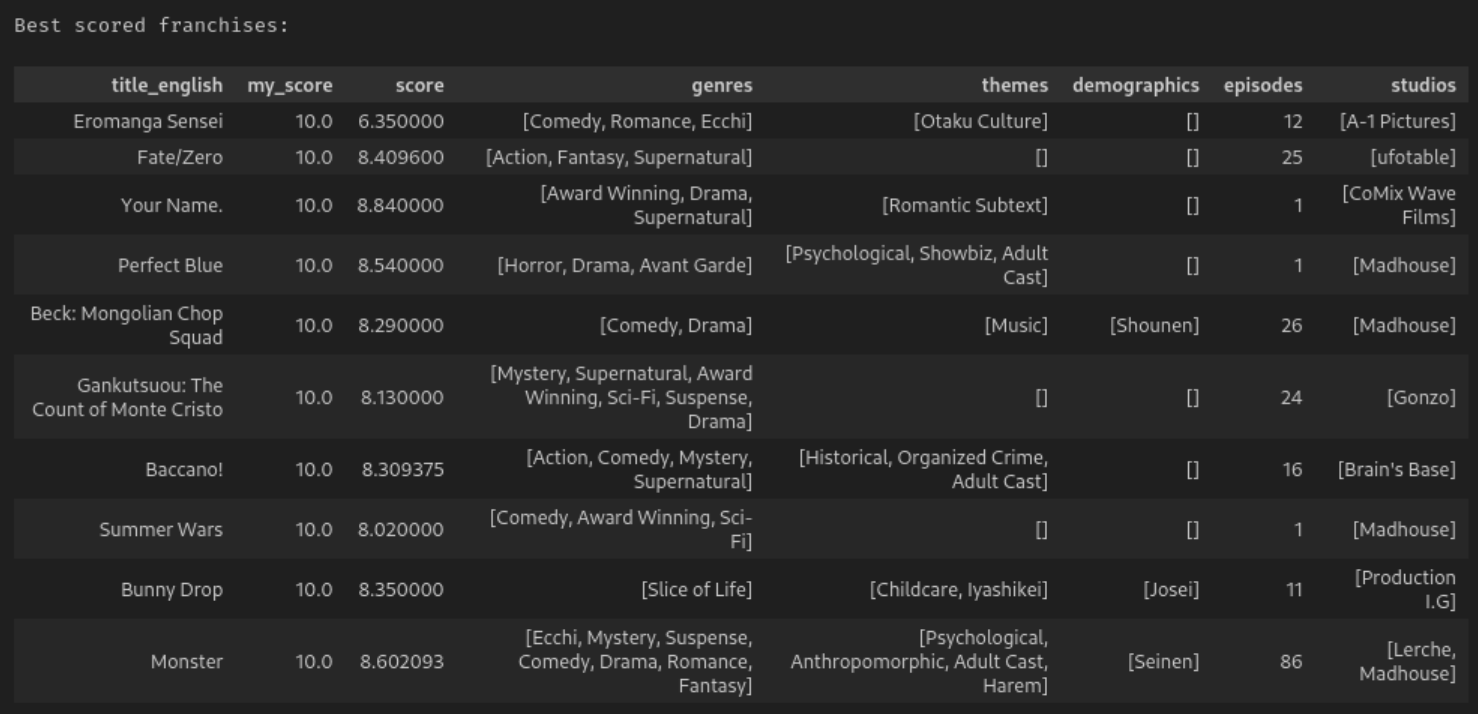 Best scored franchises:
title_english my_score score genres themes demographics episodes studios
Eromanga Sensei 10.0 6.350000 [Comedy, Romance, Ecchi] [Otaku Culture] [] 12 [A-1 Pictures]
Fate/Zero 10.0 8.409600 [Action, Fantasy, Supernatural] [] [] 25 [ufotable]
Your Name. 10.0 8.840000 [Award Winning, Drama, Supernatural] [Romantic Subtext] [] 1 [CoMix Wave Films]
Perfect Blue 10.0 8.540000 [Horror, Drama, Avant Garde] [Psychological, Showbiz, Adult Cast] [] 1 [Madhouse]
Beck: Mongolian Chop Squad 10.0 8.290000 [Comedy, Drama] [Music] [Shounen] 26 [Madhouse]
Gankutsuou: The Count of Monte Cristo 10.0 8.130000 [Mystery, Supernatural, Award Winning, Sci-Fi, Suspense, Drama] [] [] 24 [Gonzo]
Baccano! 10.0 8.309375 [Action, Comedy, Mystery, Supernatural] [Historical, Organized Crime, Adult Cast] [] 16 [Brain's Base]
Summer Wars 10.0 8.020000 [Comedy, Award Winning, Sci-Fi] [] [] 1 [Madhouse]
Bunny Drop 10.0 8.350000 [Slice of Life] [Childcare, Iyashikei] [Josei] 11 [Production I.G]
Monster 10.0 8.602093 [Ecchi, Mystery, Suspense, Comedy, Drama, Romance, Fantasy] [Psychological, Anthropomorphic, Adult Cast, Harem] [Seinen] 86 [Lerche, Madhouse]